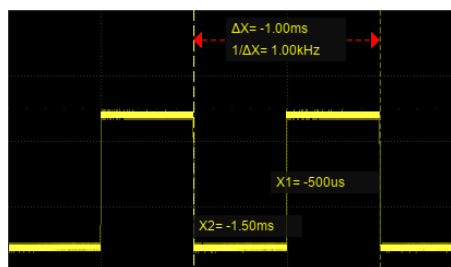 ΔX= -1.00ms
1/ΔX= 1.00kHz
X1= -500us
X2= -1.50ms